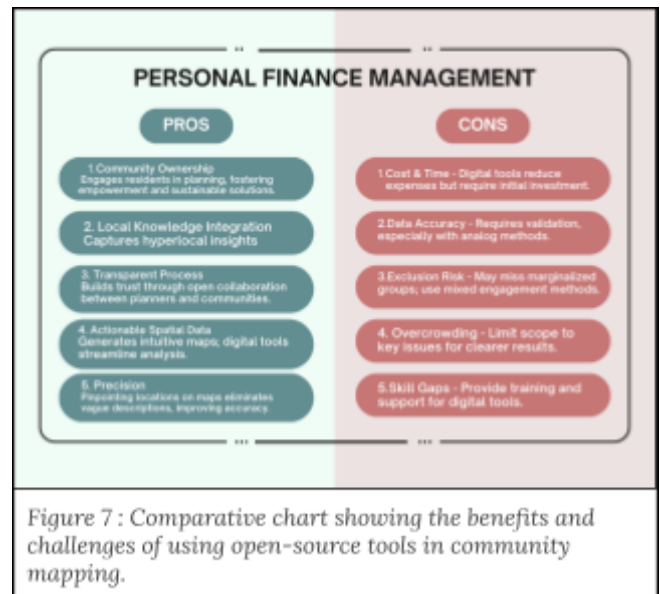 PERSONAL FINANCE MANAGEMENT
PROS
1.Community Ownership
Engages residents in planning, fostering
empowerment and sustainable solutions.
2. Local Knowledge Integration
Captures hyperlocal insights
3. Transparent Process
Builds trust through open collaboration
between planners and communities.
4. Actionable Spatial Data
Generates intuitive maps; digital tools
streamline analysis.
5. Precision
Pinpointing locations on maps eliminates
vague descriptions, improving accuracy.
CONS
1.Cost & Time - Digital tools reduce
expenses but require initial investment.
2.Data Accuracy - Requires validation,
especially with analog methods.
3.Exclusion Risk - May miss marginalized
groups; use mixed engagement methods.
4. Overcrowding - Limit scope to
key issues for clearer results.
5.Skill Gaps - Provide training and
support for digital tools.
Figure 7 : Comparative chart showing the benefits and
challenges of using open-source tools in community
mapping.